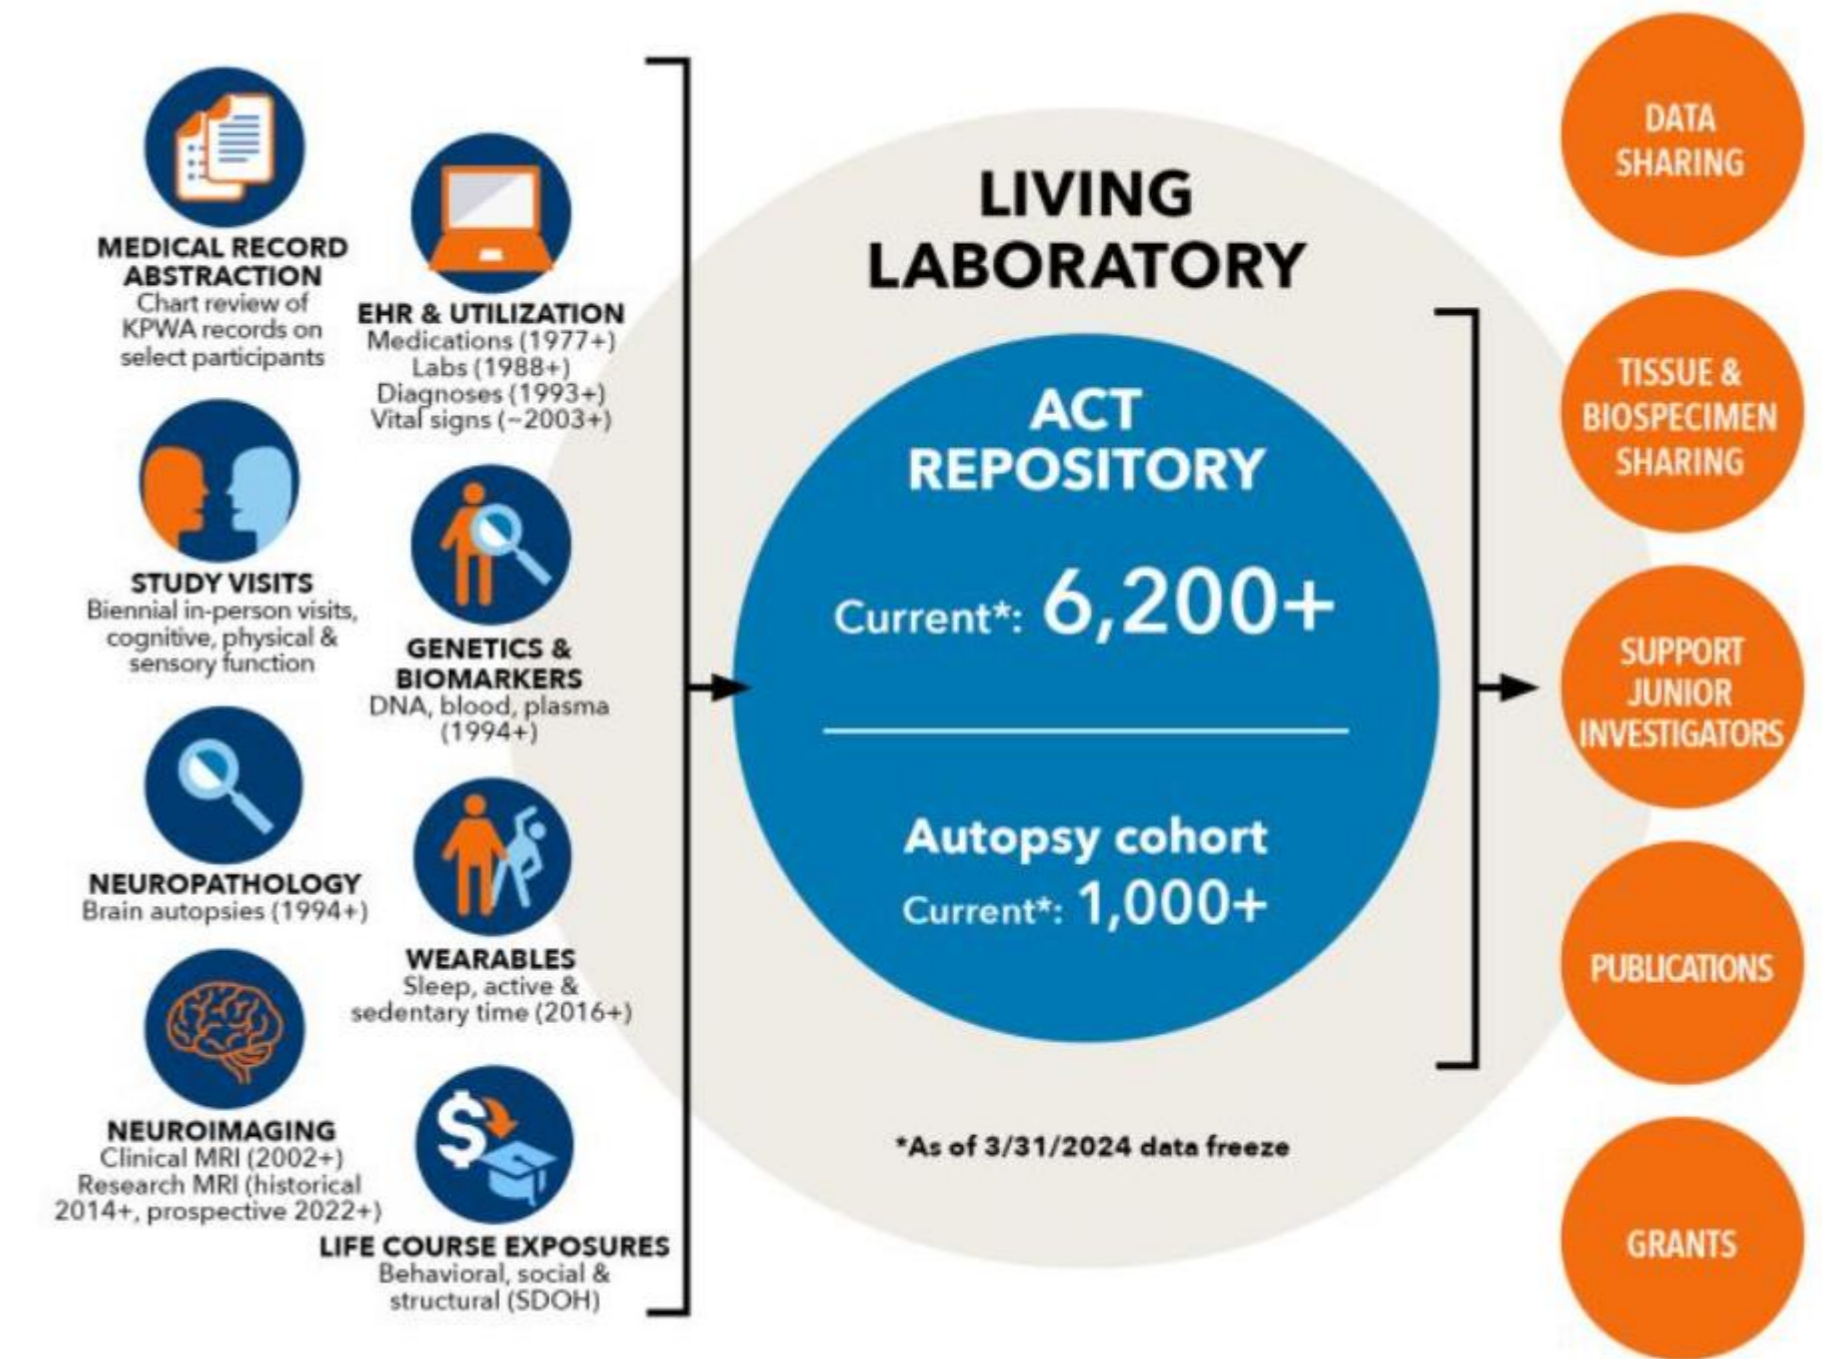 MEDICAL RECORD
ABSTRACTION
Chart review of
KPWA records on
select participants
EHR & UTILIZATION
Medications (1977+)
Labs (1988+)
Diagnoses (1993+)
Vital signs (~2003+)
STUDY VISITS
Biennial in-person visits,
cognitive, physical &
sensory function
GENETICS &
BIOMARKERS
DNA, blood, plasma
(1994+)
NEUROPATHOLOGY
Brain autopsies (1994+)
WEARABLES
Sleep, active &
sedentary time (2016+)
NEUROIMAGING
Clinical MRI (2002+)
Research MRI (historical
2014+, prospective 2022+)
LIFE COURSE EXPOSURES
Behavioral, social &
structural (SDOH)
LIVING
LABORATORY
ACT
REPOSITORY
Current*: 6,200+
Autopsy cohort
Current*: 1,000+
*As of 3/31/2024 data freeze
DATA
SHARING
TISSUE &
BIOSPECIMEN
SHARING
SUPPORT
JUNIOR
INVESTIGATORS
PUBLICATIONS
GRANTS